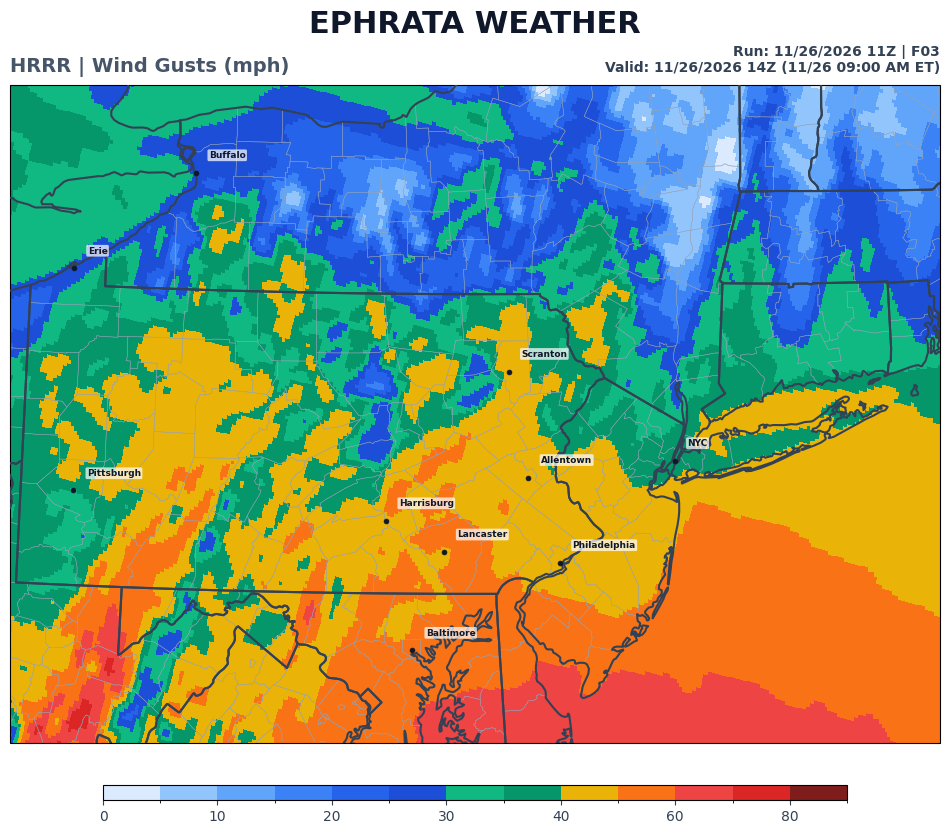 EPHRATA WEATHER
HRRR | Wind Gusts (mph)
Run: 11/26/2026 11Z | F03
Valid: 11/26/2026 14Z (11/26 09:00 AM ET)
Buffalo
Erie
Scranton
NYC
Allentown
Pittsburgh
Harrisburg
Lancaster
Philadelphia
Baltimore
0 10 20 30 40 50 60 70 80